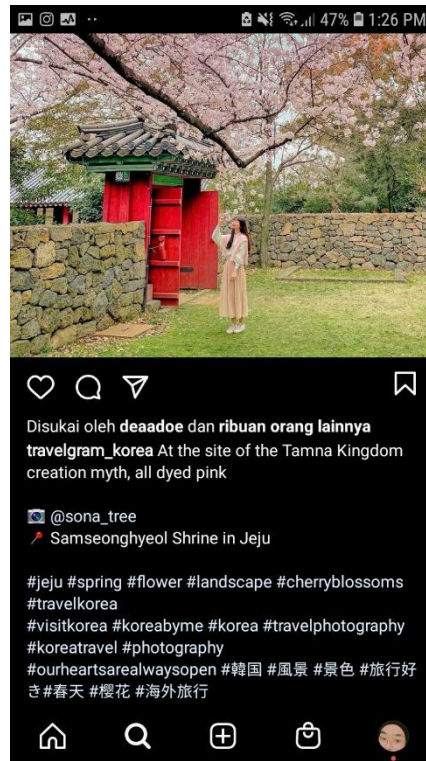 47% 1:26 PM
Disukai oleh deaadoe dan ribuan orang lainnya
travelgram_korea At the site of the Tamna Kingdom
creation myth, all dyed pink
@sona_tree
Samseonghyeol Shrine in Jeju
#jeju #spring #flower #landscape #cherryblossoms
#travelkorea
#visitkorea #koreabyme #korea #travelphotography
#koreatravel #photography
#ourheartsarealwaysopen #韓国 #風景 #景色 #旅行好
き#春天 #櫻花 #海外旅行